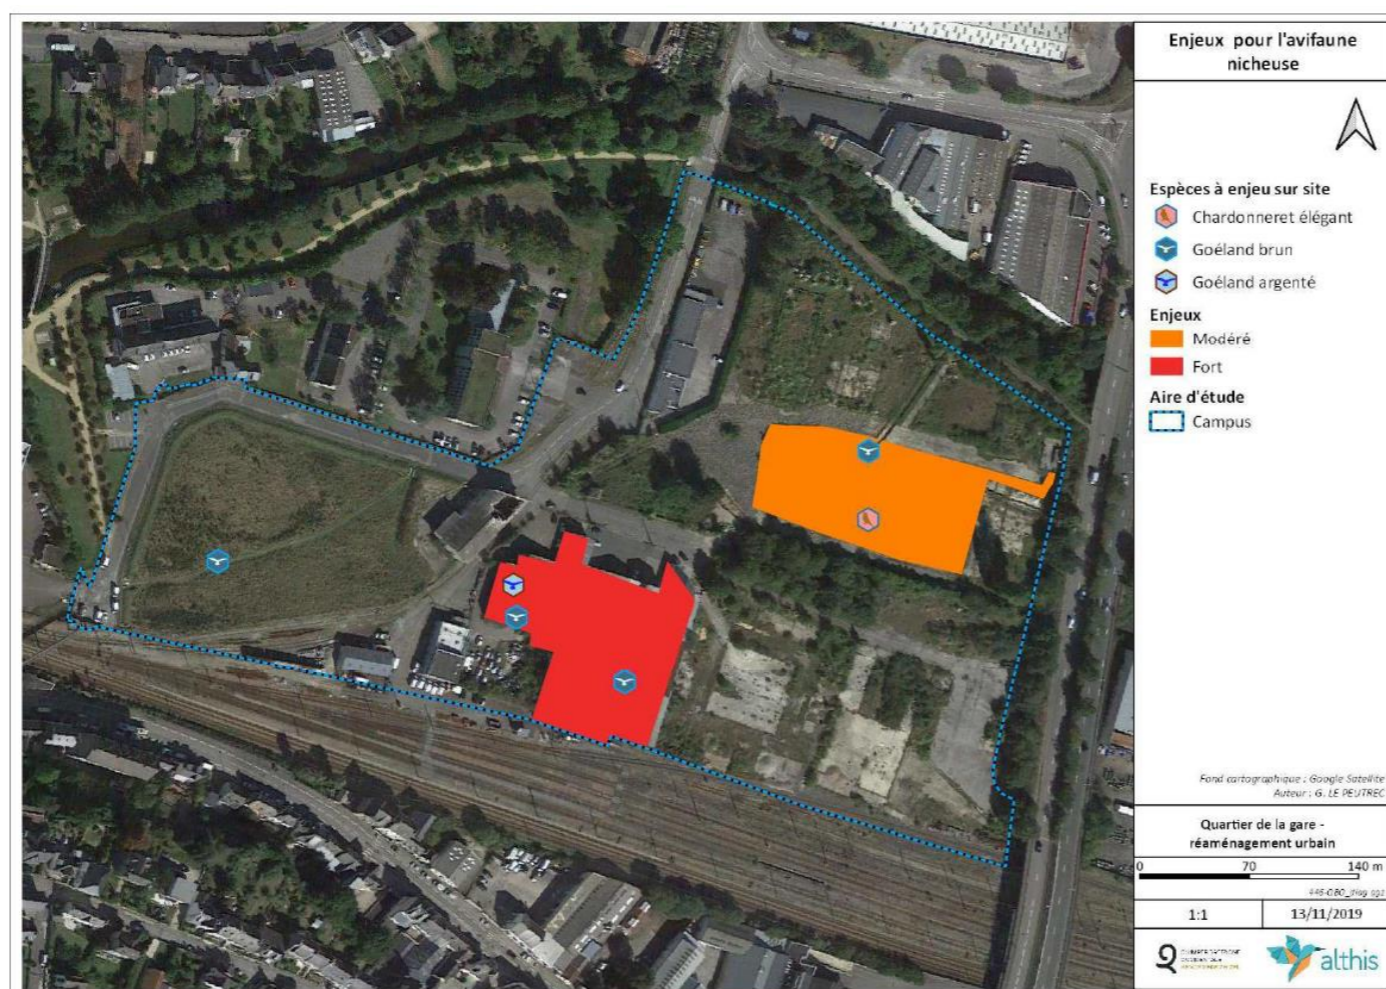 Enjeux pour l'avifaune
nicheuse
Espèces à enjeu sur site
Chardonneret élégant
Goéland brun
Goéland argenté
Enjeux
Modéré
Fort
Aire d'étude
Campus
Fond cartographique : Google Satellite
Auteur : G. LE PEUTREC
Quartier de la gare -
réaménagement urbain
0 70 140 m
1:1
13/11/2019
althis